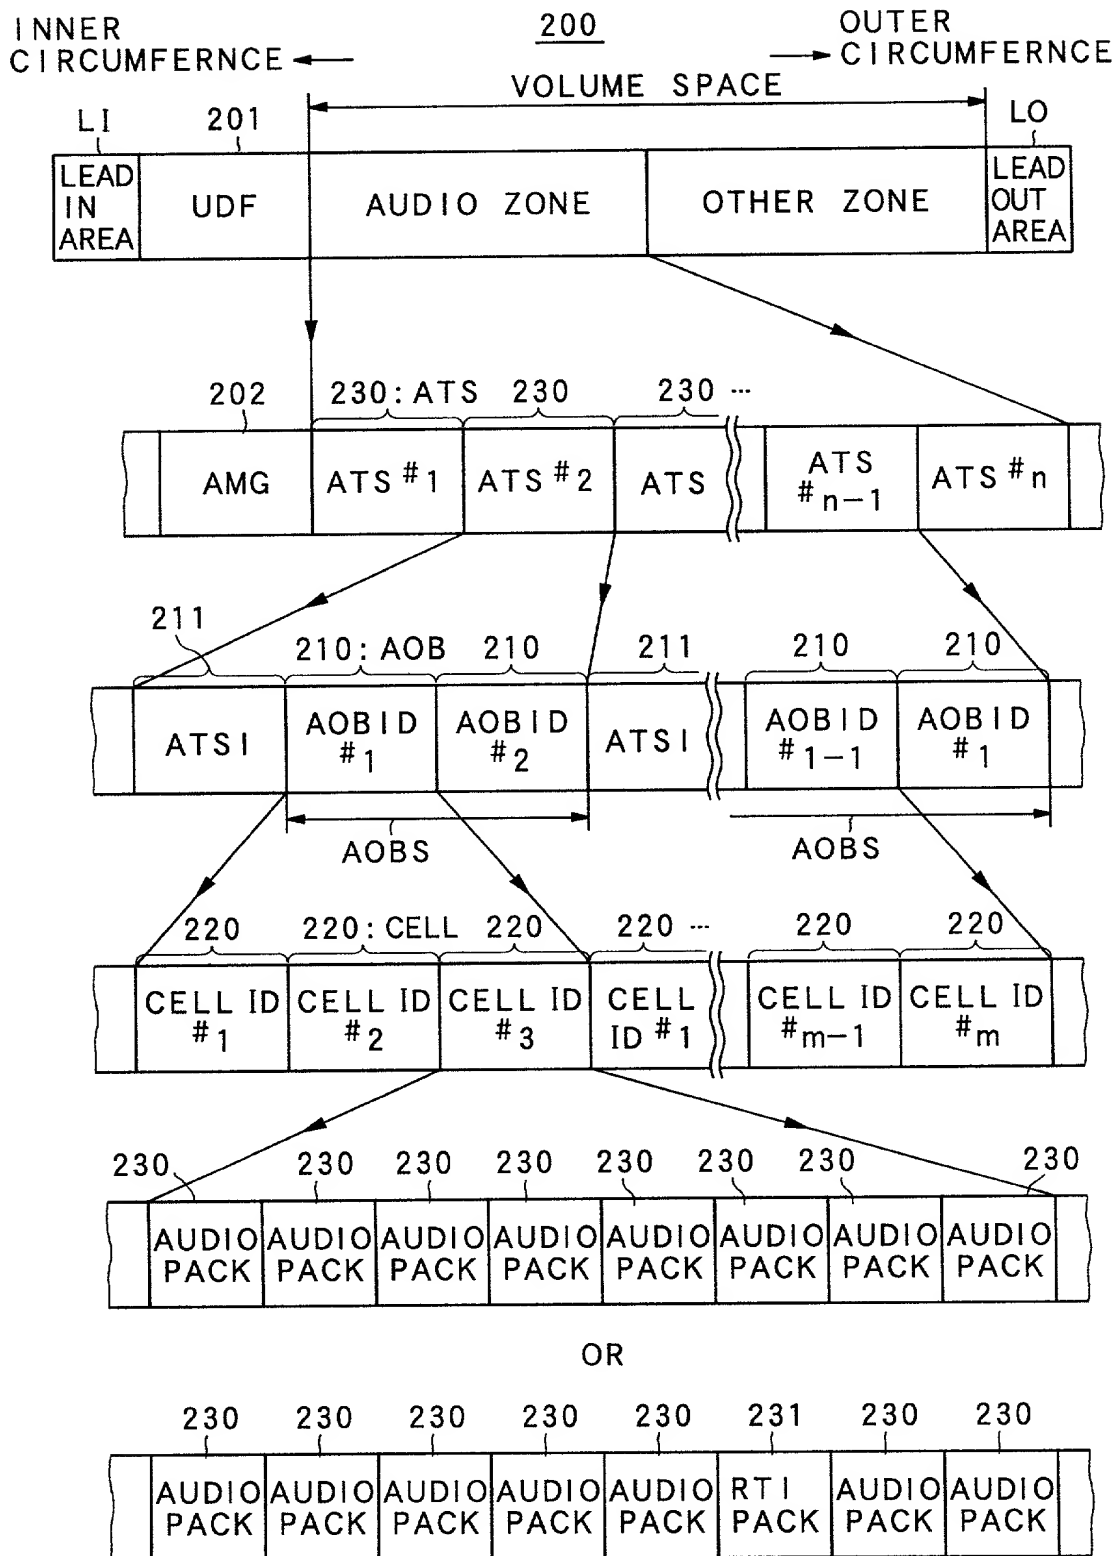 INNER
CIRCUMFERNCE
200
OUTER
CIRCUMFERNCE
VOLUME SPACE
LI
201
LO
LEAD
IN
AREA
UDF
AUDIO ZONE
OTHER ZONE
LEAD
OUT
AREA
202
230: ATS
230
230 ...
AMG
ATS #1
ATS #2
ATS
ATS
#n-1
ATS #n
211
210: AOB
210
211
210
210
ATSI
AOBID
#1
AOBID
#2
ATSI
AOBID
#1-1
AOBID
#1
AOBS
AOBS
220
220: CELL
220
220 ...
220
220
CELL ID
#1
CELL ID
#2
CELL ID
#3
CELL
ID #1
CELL ID
#m-1
CELL ID
#m
230
230
230
230
230
230
230
230
AUDIO
PACK
AUDIO
PACK
AUDIO
PACK
AUDIO
PACK
AUDIO
PACK
AUDIO
PACK
AUDIO
PACK
AUDIO
PACK
OR
230
230
230
230
230
231
230
230
AUDIO
PACK
AUDIO
PACK
AUDIO
PACK
AUDIO
PACK
AUDIO
PACK
RTI
PACK
AUDIO
PACK
AUDIO
PACK